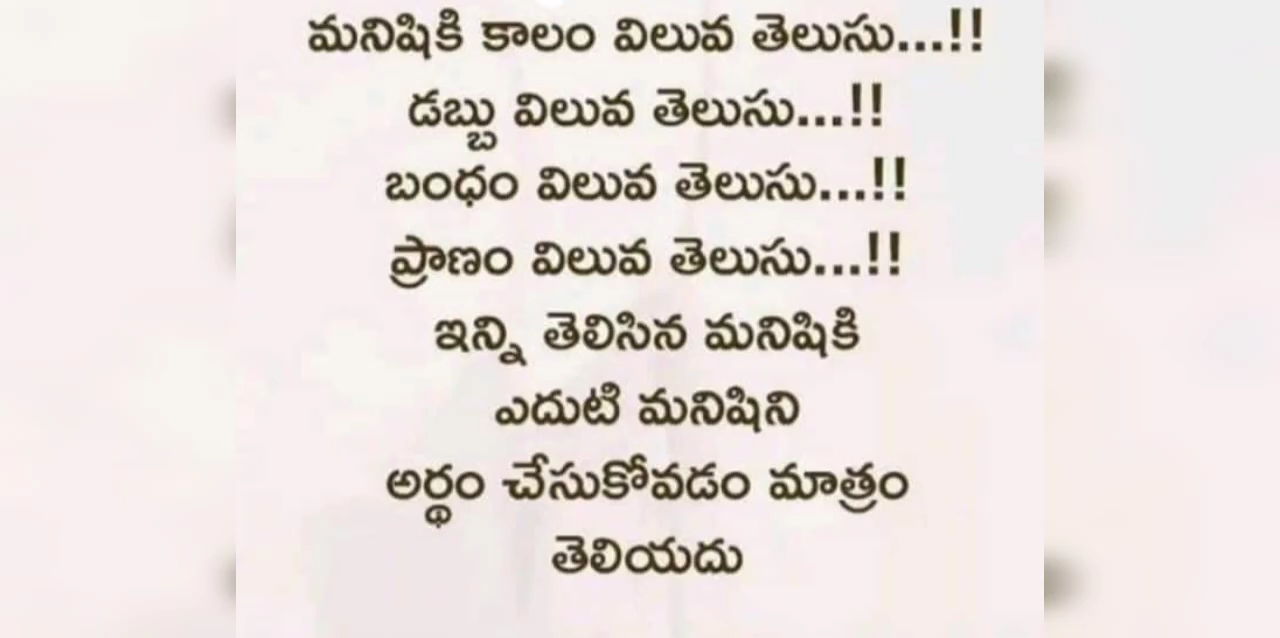 మనిషికి కాలం విలువ తెలుసు...!!
డబ్బు విలువ తెలుసు...!!
బంధం విలువ తెలుసు...!!
ప్రాణం విలువ తెలుసు...!!
ఇన్ని తెలిసిన మనిషికి
ఎదుటి మనిషిని
అర్థం చేసుకోవడం మాత్రం
తెలియదు